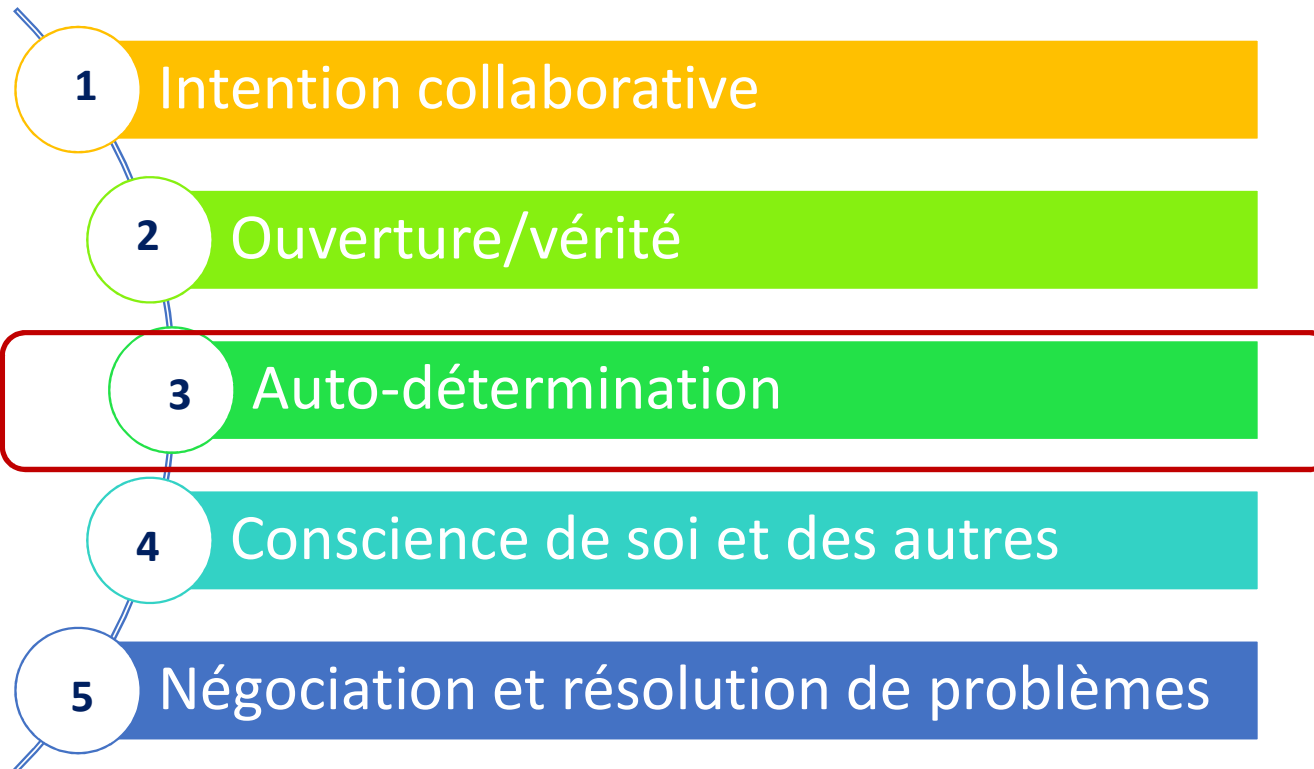 1 Intention collaborative
2 Ouverture/vérité
3 Auto-détermination
4 Conscience de soi et des autres
5 Négociation et résolution de problèmes